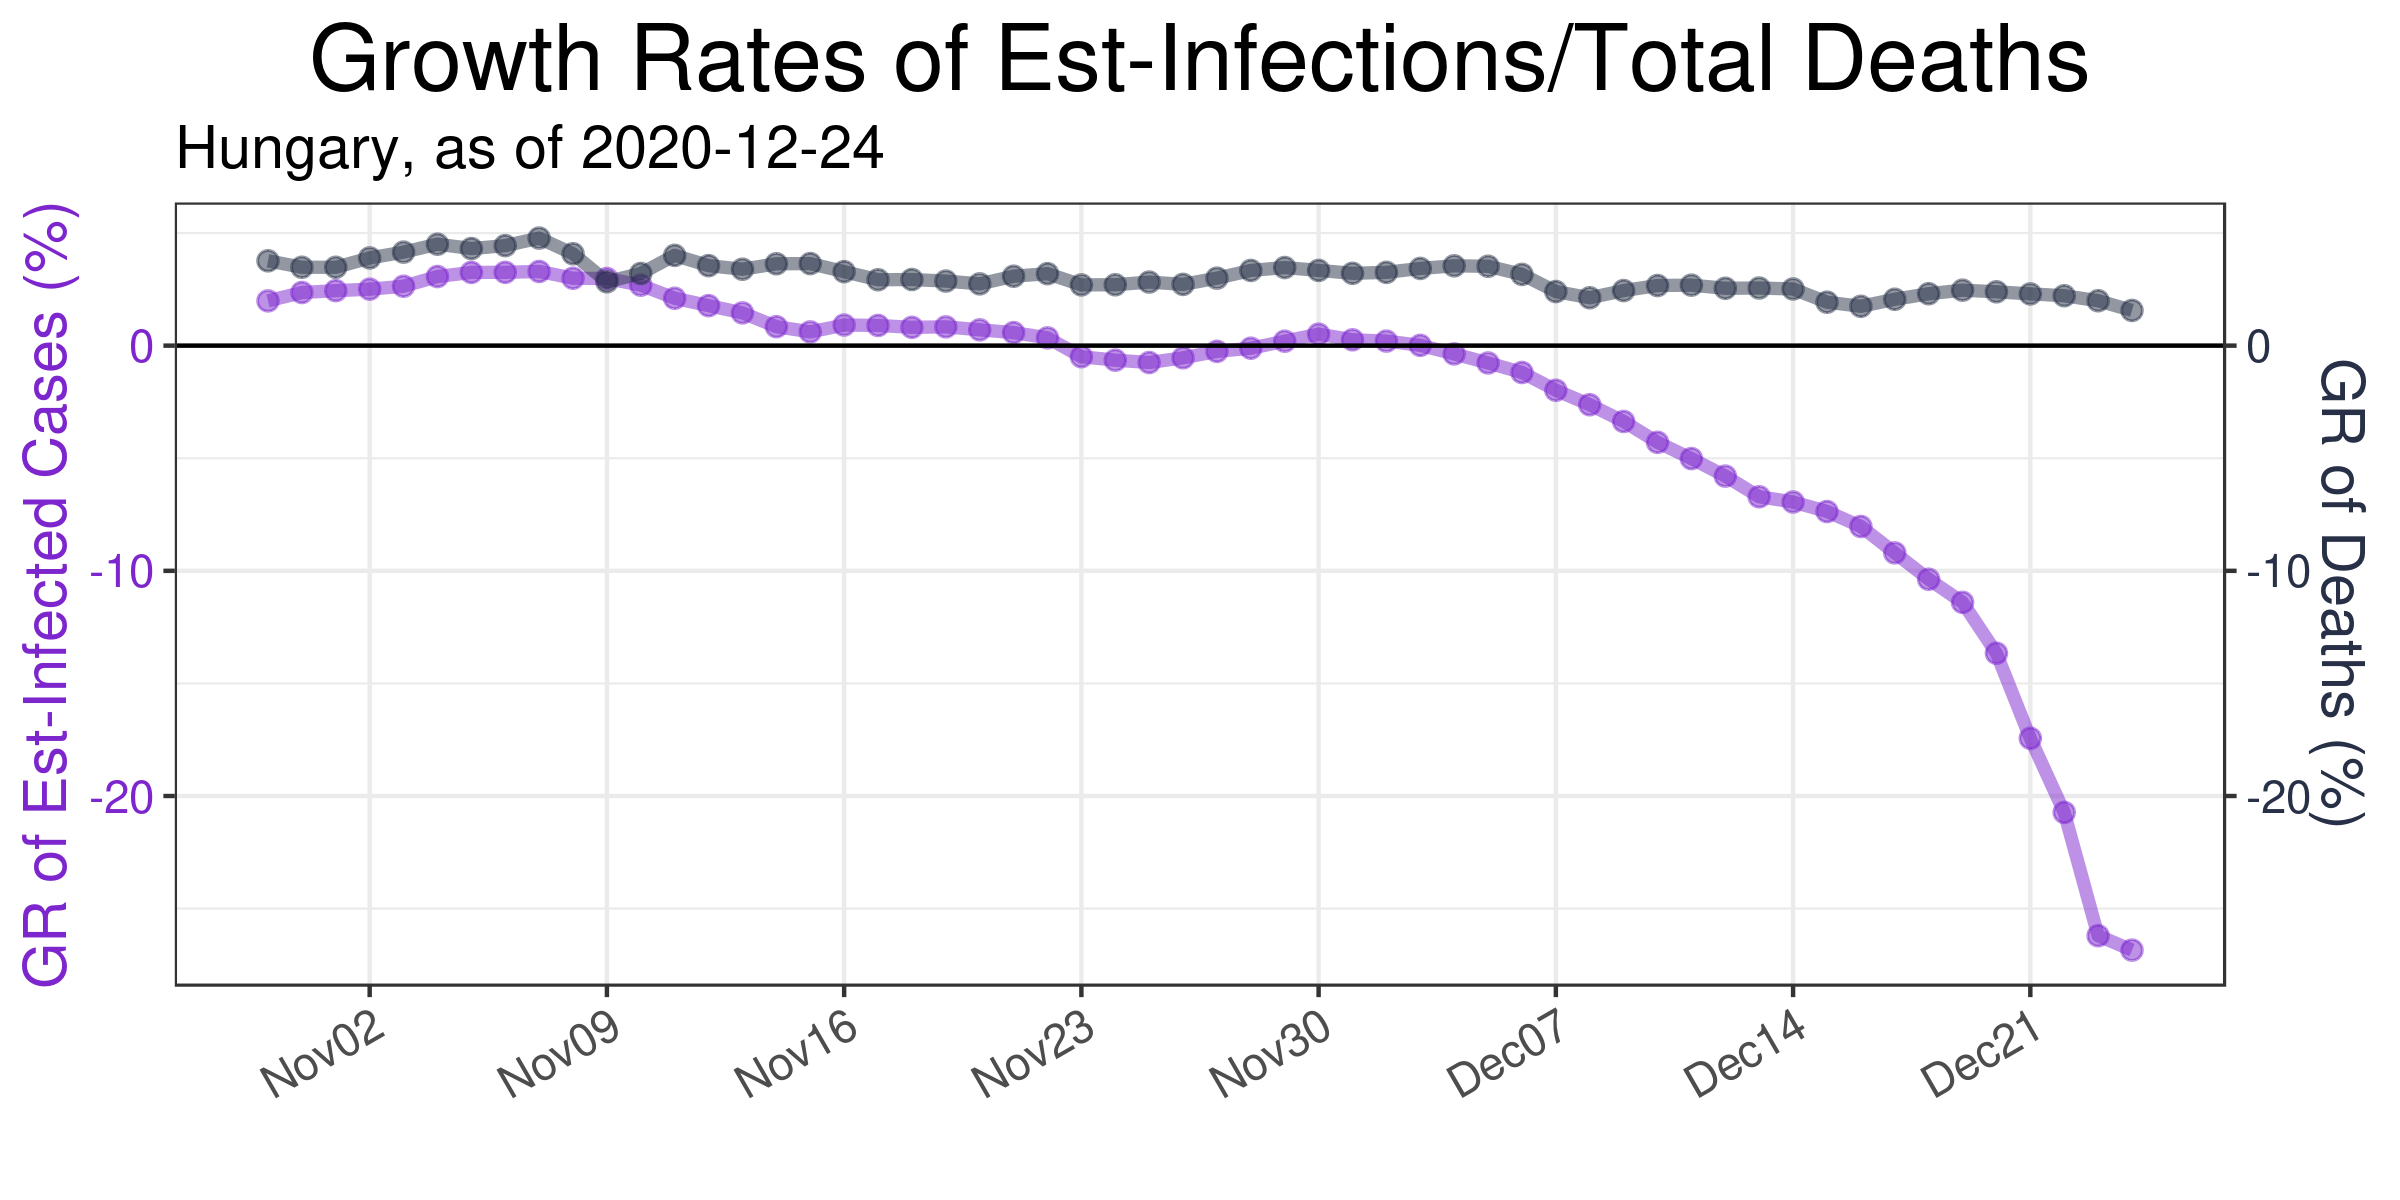 Growth Rates of Est-Infections/Total Deaths
Hungary, as of 2020-12-24
GR of Est-Infected Cases (%)
0
-10
-20
0
-10
-20
GR of Deaths (%)
Nov02
Nov09
Nov16
Nov23
Nov30
Dec07
Dec14
Dec21